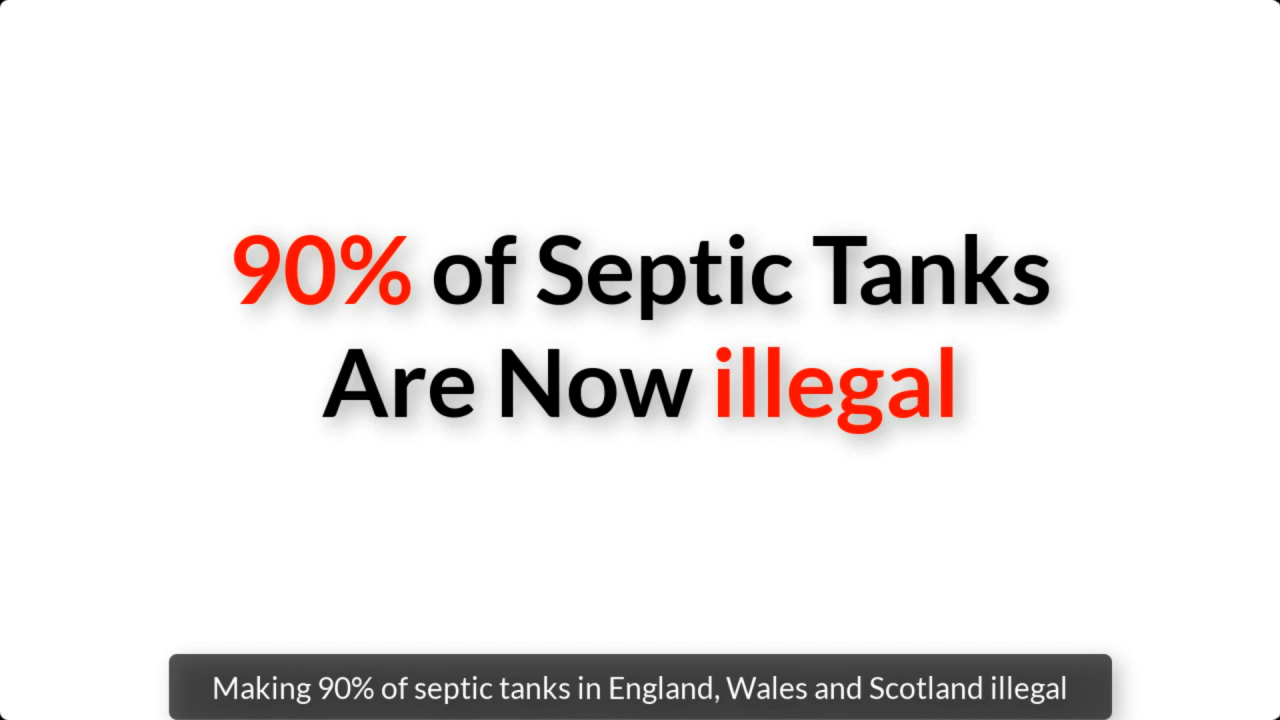 90% of Septic Tanks
Are Now illegal
Making 90% of septic tanks in England, Wales and Scotland illegal